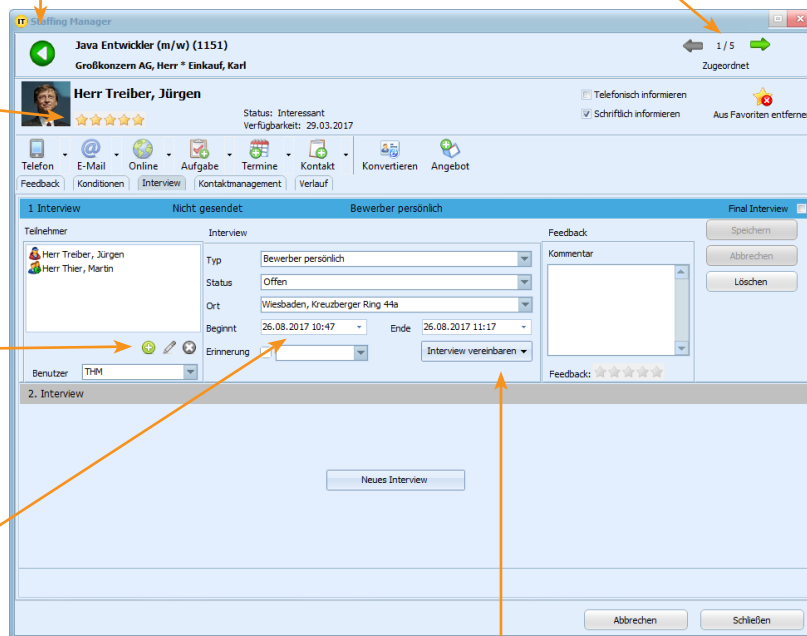 IT Staffing Manager
Java Entwickler (m/w) (1151)
Großkonzern AG, Herr * Einkauf, Karl
1 / 5
Zugeordnet
Herr Treiber, Jürgen
Status: Interessant
Verfügbarkeit: 29.03.2017
Telefonisch informieren
Schriftlich informieren
Aus Favoriten entfernen
Telefon E-Mail Online Aufgabe Termine Kontakt Konvertieren Angebot
Feedback Konditionen Interview Kontaktmanagement Verlauf
1 Interview Nicht gesendet Bewerber persönlich Final Interview
Teilnehmer Interview Feedback Speichern
Herr Treiber, Jürgen
Herr Thier, Martin
Typ Bewerber persönlich
Status Offen
Ort Wiesbaden, Kreuzberger Ring 44a
Beginnt 26.08.2017 10:47 Ende 26.08.2017 11:17
Erinnerung Interview vereinbaren
Benutzer THM
Kommentar
Feedback:
Abbrechen
Löschen
2. Interview
Neues Interview
Abbrechen Schließen